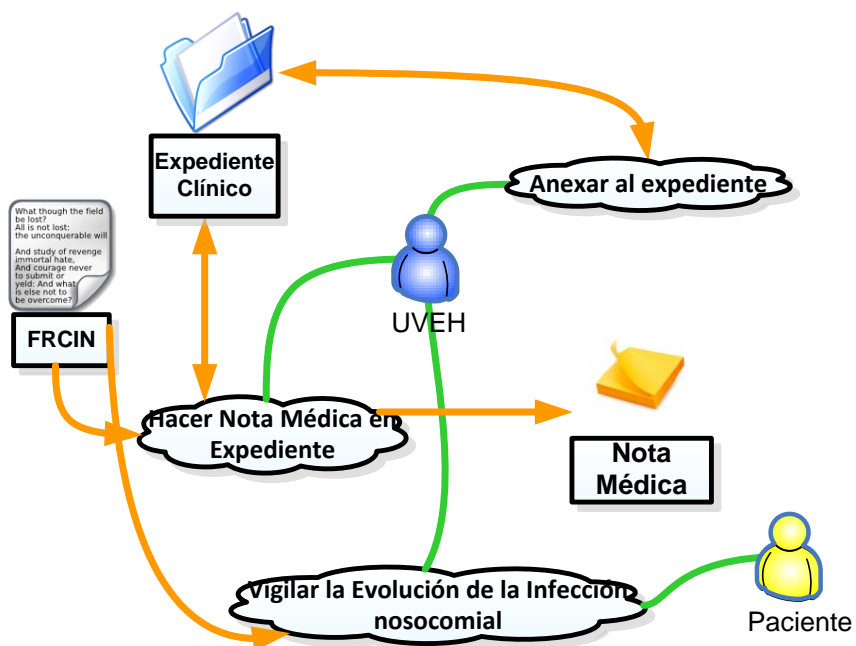 Expediente
Clínico
Anexar al expediente
What though the field
be lost?
All is not lost:
the unconquerable will
And study of revenge
immortal hate,
And courage never
to submit or
yeld: And what
is else not to
be overcome?
FRCIN
UVEH
Hacer Nota Médica en
Expediente
Nota
Médica
Vigilar la Evolución de la Infección
nosocomial
Paciente